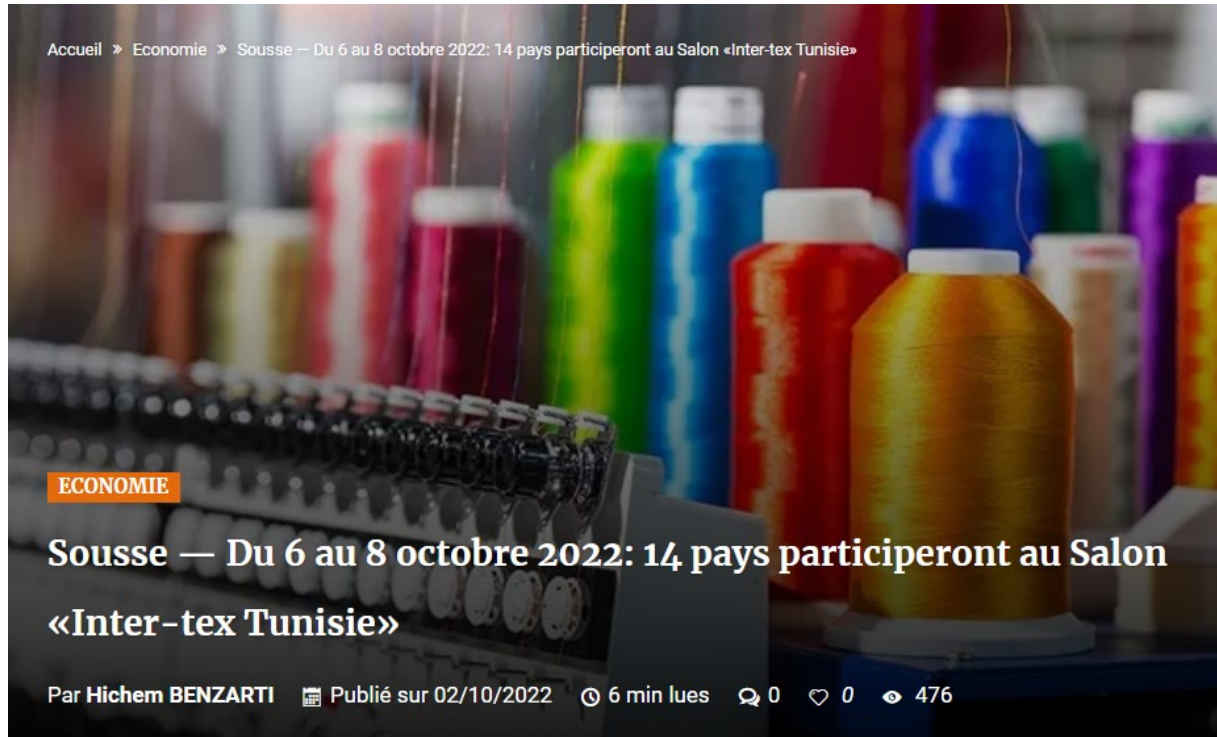 Accueil » Economie » Sousse — Du 6 au 8 octobre 2022: 14 pays participeront au Salon «Inter-tex Tunisie»
ECONOMIE
Sousse — Du 6 au 8 octobre 2022: 14 pays participeront au Salon
«Inter-tex Tunisie»
Par Hichem BENZARTI Publié sur 02/10/2022 6 min lues 0 0 476